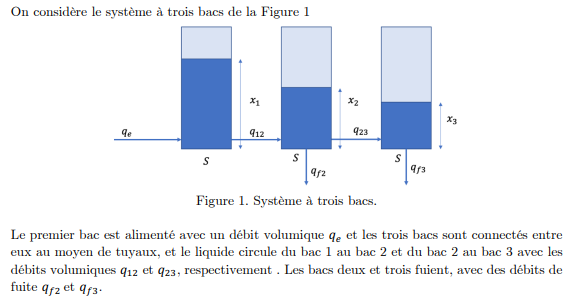 On considère le système à trois bacs de la Figure 1
x₁
x₂
x₃
qₑ
q₁₂
q₂₃
S
S
S
q_f2
q_f3
Figure 1. Système à trois bacs.
Le premier bac est alimenté avec un débit volumique qₑ et les trois bacs sont connectés entre
eux au moyen de tuyaux, et le liquide circule du bac 1 au bac 2 et du bac 2 au bac 3 avec les
débits volumiques q₁₂ et q₂₃, respectivement . Les bacs deux et trois fuient, avec des débits de
fuite q_f2 et q_f3.